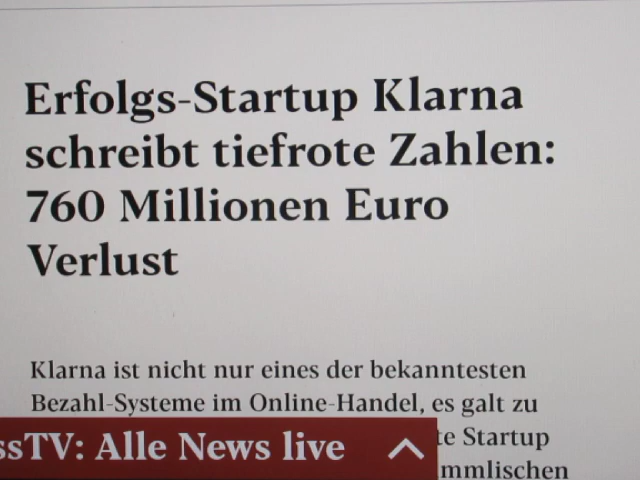 Erfolgs-Startup Klarna
schreibt tiefrote Zahlen:
760 Millionen Euro
Verlust
Klarna ist nicht nur eines der bekanntesten
Bezahl-Systeme im Online-Handel, es galt zu
Startup
TV: Alle News live